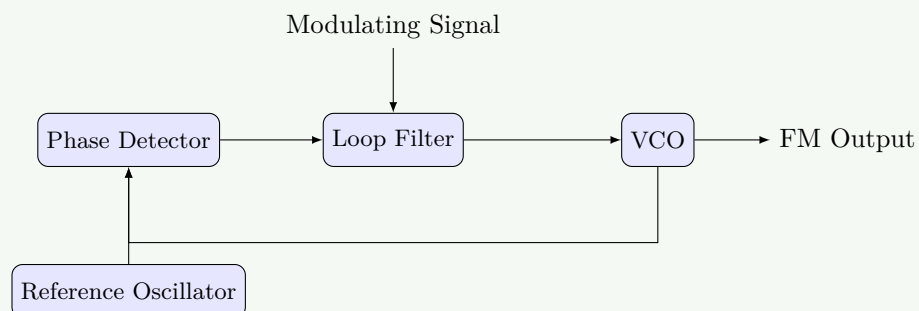 Modulating Signal
Phase Detector
Loop Filter
VCO
FM Output
Reference Oscillator